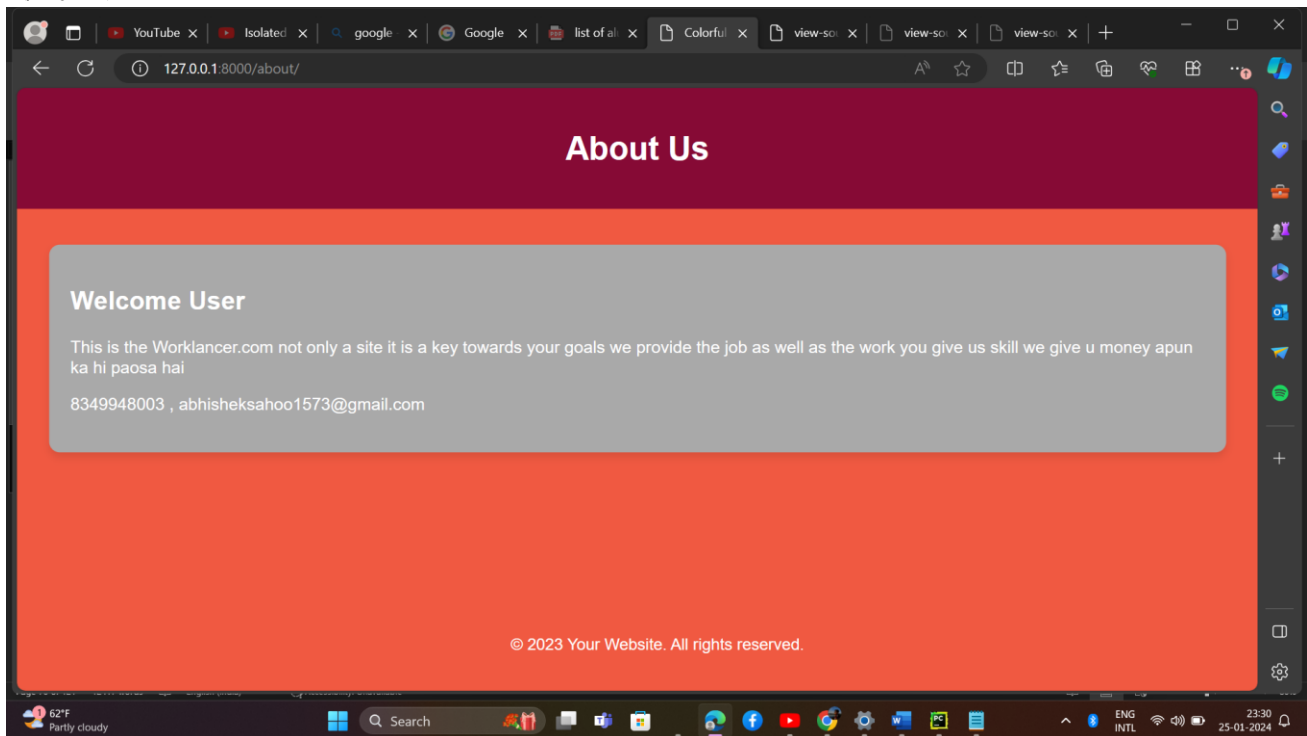 YouTube
Isolated
google
Google
list of al
Colorful
view-sou
view-so
view-sou
127.0.0.1:8000/about/
About Us
Welcome User
This is the Worklancer.com not only a site it is a key towards your goals we provide the job as well as the work you give us skill we give u money apun
ka hi paosa hai
8349948003 , abhisheksahoo1573@gmail.com
© 2023 Your Website. All rights reserved.
62°F
Partly cloudy
Search
ENG
INTL
23:30
25-01-2024